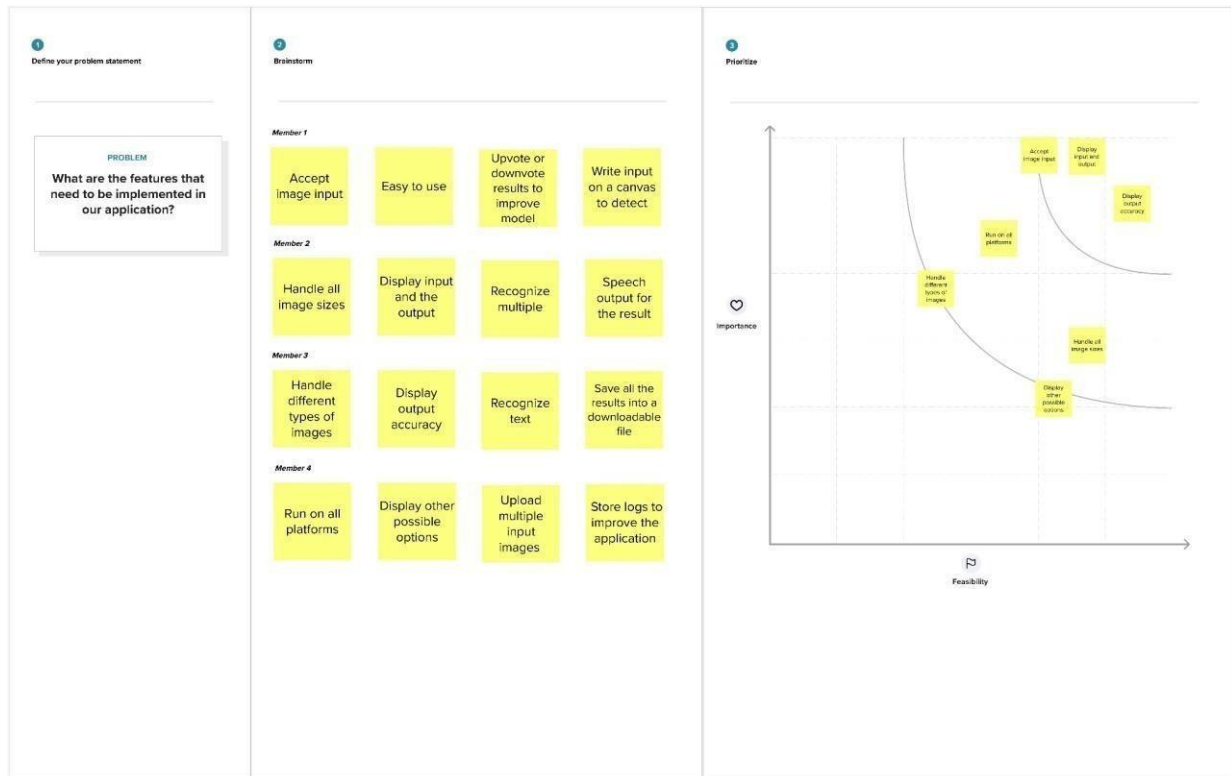 1
Define your problem statement
PROBLEM
What are the features that
need to be implemented in
our application?
2
Brainstorm
Member 1
Accept
image input
Easy to use
Upvote or
downvote
results to
improve
model
Write input
on a canvas
to detect
Member 2
Handle all
image sizes
Display input
and the
output
Recognize
multiple
Speech
output for
the result
Member 3
Handle
different
types of
images
Display
output
accuracy
Recognize
text
Save all the
results into a
downloadable
file
Member 4
Run on all
platforms
Display other
possible
options
Upload
multiple
input
images
Store logs to
improve the
application
3
Prioritize
Accept
image input
Display
input and
output
Display
output
accuracy
Run on all
platforms
Handle
different
types of
images
Importance
Handle all
image sizes
Display
other
possible
options
Feasibility